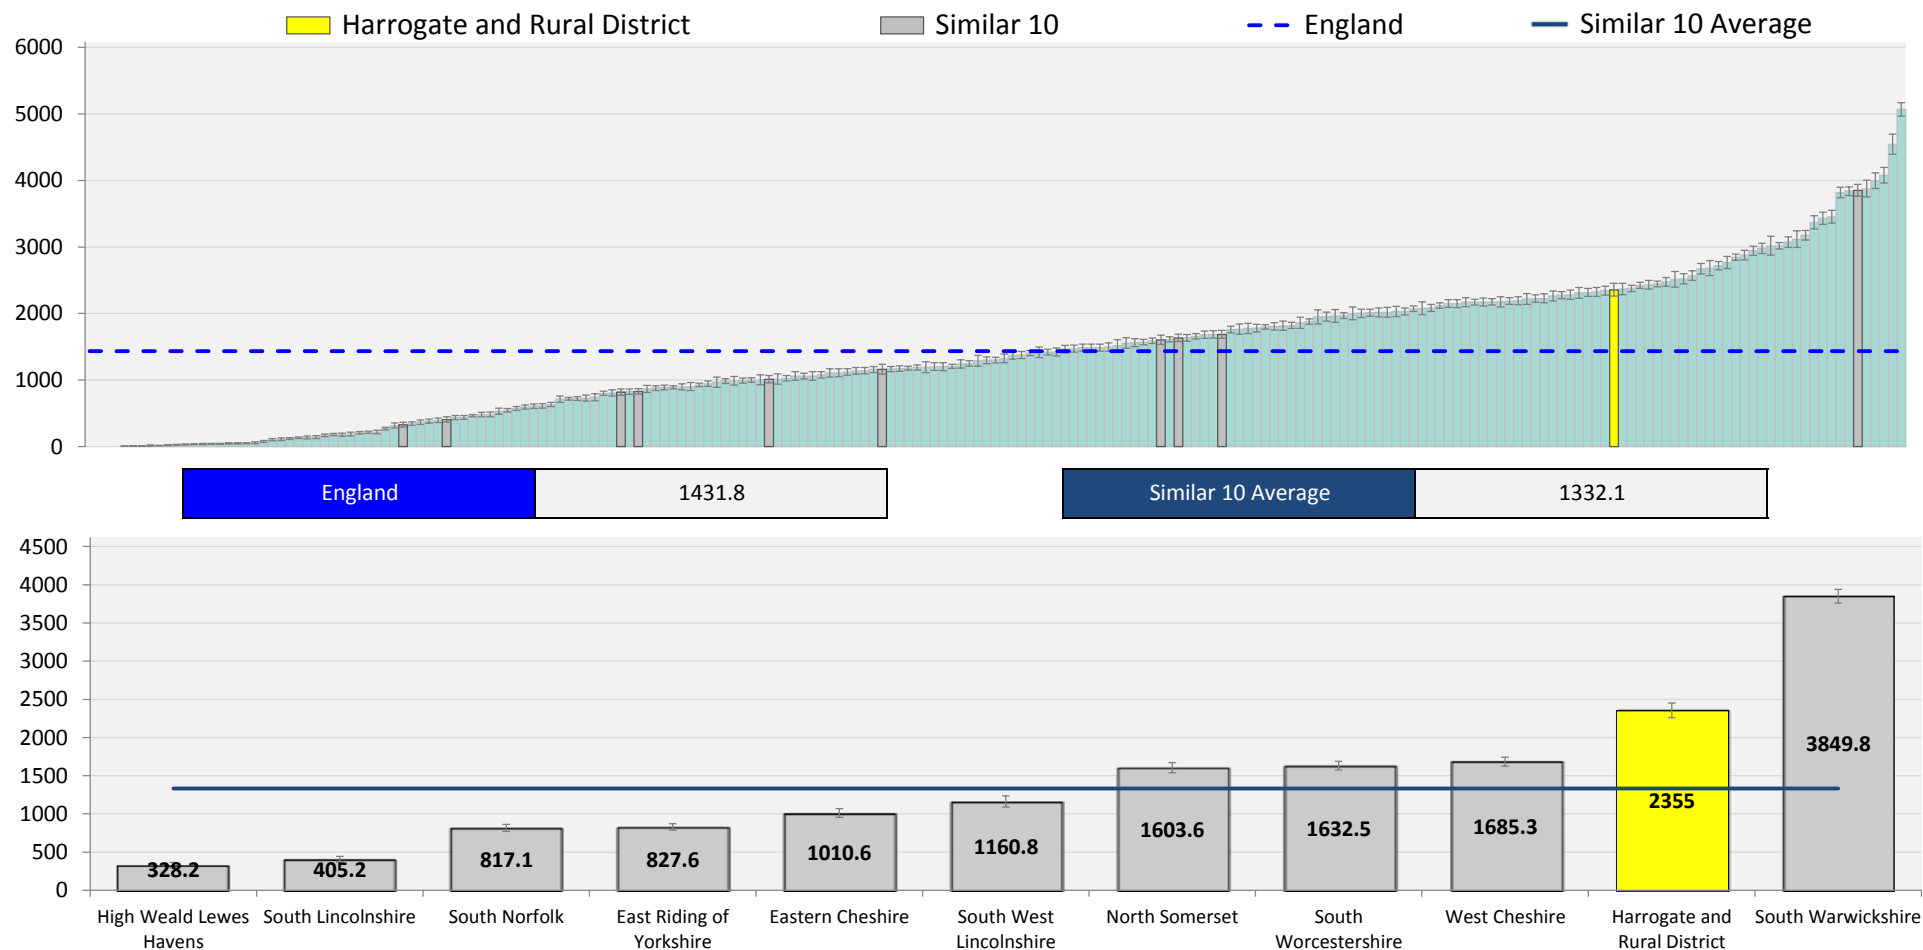 Harrogate and Rural District
Similar 10
England
Similar 10 Average
6000
5000
4000
3000
2000
1000
0
England
1431.8
Similar 10 Average
1332.1
4500
4000
3500
3000
2500
2000
1500
1000
500
0
328.2
405.2
817.1
827.6
1010.6
1160.8
1603.6
1632.5
1685.3
2355
3849.8
High Weald Lewes
Havens
South Lincolnshire
South Norfolk
East Riding of
Yorkshire
Eastern Cheshire
South West
Lincolnshire
North Somerset
South
Worcestershire
West Cheshire
Harrogate and
Rural District
South Warwickshire